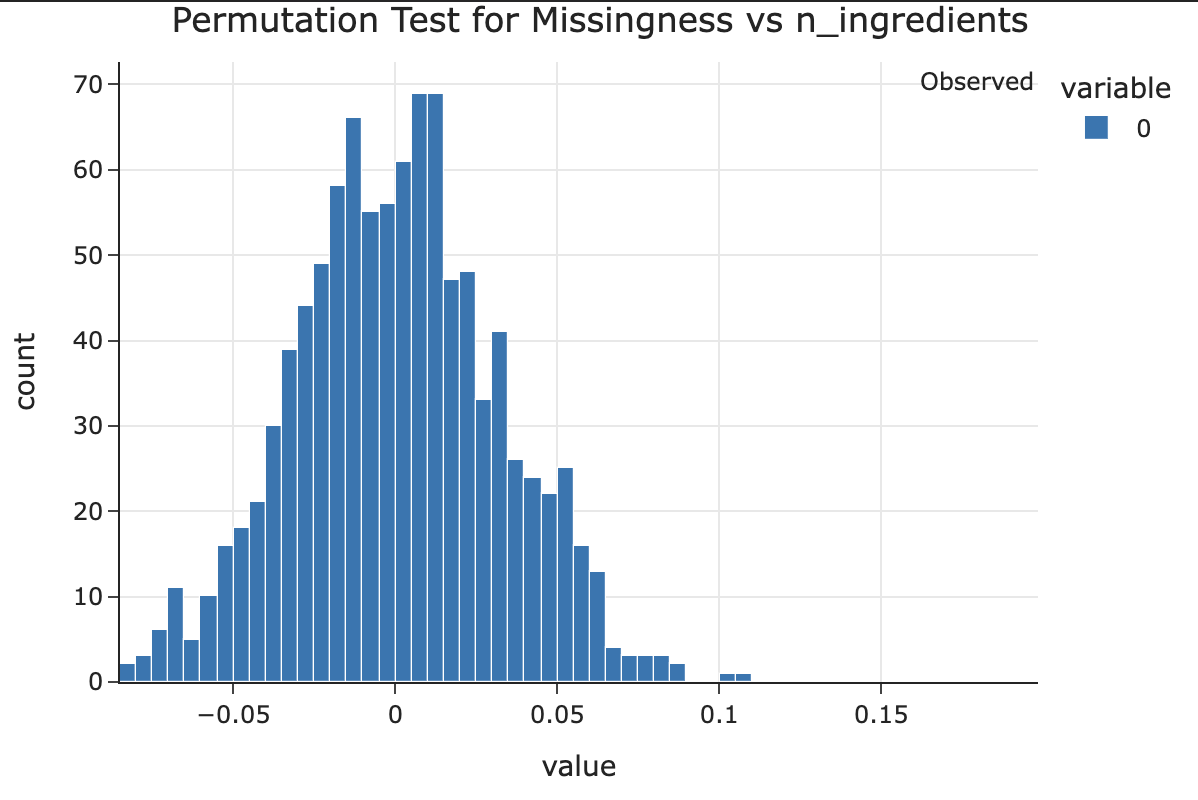 Permutation Test for Missingness vs n_ingredients
Observed
variable
0
70
60
50
40
30
20
10
0
count
−0.05
0
0.05
0.1
0.15
value